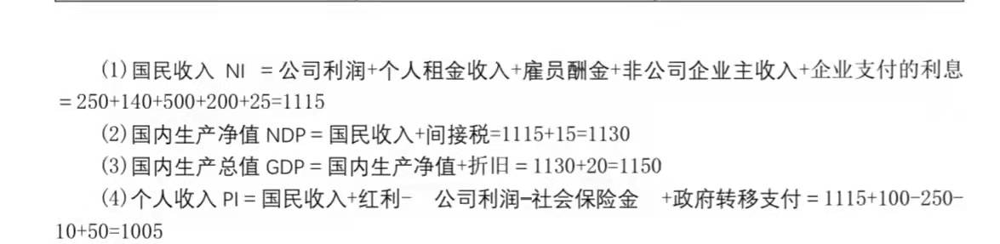 (1)国民收入 NI =公司利润+个人租金收入+雇员酬金+非公司企业主收入+企业支付的利息
=250+140+500+200+25=1115
(2)国内生产净值 NDP=国民收入+间接税=1115+15=1130
(3)国内生产总值 GDP=国内生产净值+折旧=1130+20=1150
(4)个人收入 PI=国民收入+红利- 公司利润-社会保险金 +政府转移支付=1115+100-250-
10+50=1005